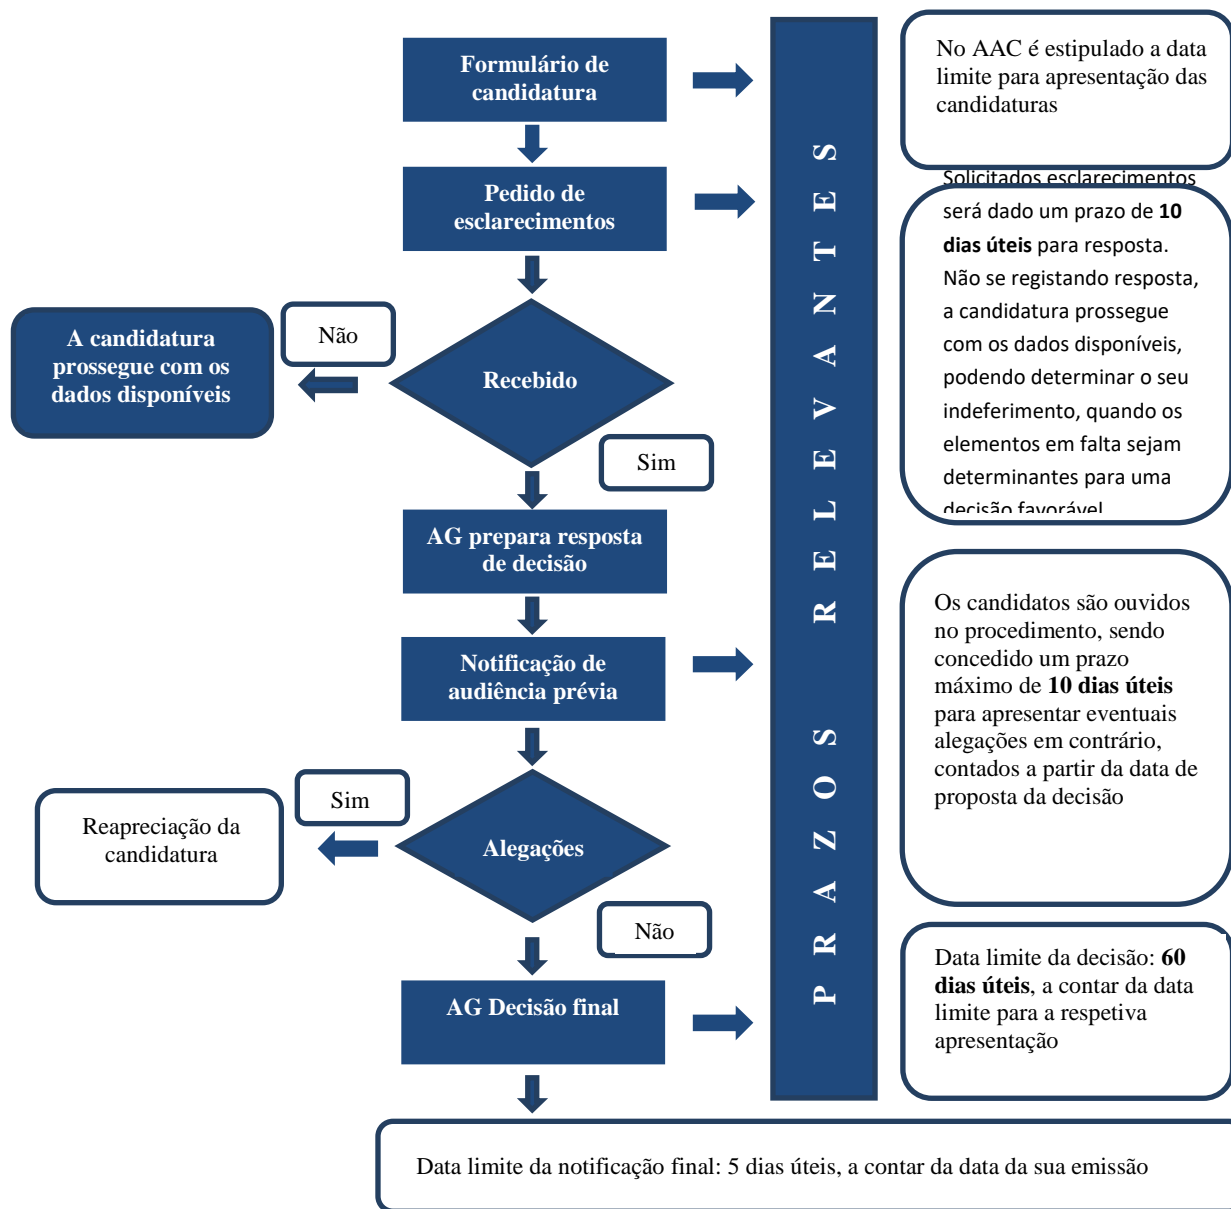 Formulário de
candidatura
No AAC é estipulado a data
limite para apresentação das
candidaturas
Pedido de
esclarecimentos
Solicitados esclarecimentos
será dado um prazo de 10
dias úteis para resposta.
Não se registando resposta,
a candidatura prossegue
com os dados disponíveis,
podendo determinar o seu
indeferimento, quando os
elementos em falta sejam
determinantes para uma
decisão favorável
A candidatura
prossegue com os
dados disponíveis
Não
Recebido
Sim
AG prepara resposta
de decisão
Notificação de
audiência prévia
Os candidatos são ouvidos
no procedimento, sendo
concedido um prazo
máximo de 10 dias úteis
para apresentar eventuais
alegações em contrário,
contados a partir da data de
proposta da decisão
Sim
Reapreciação da
candidatura
Alegações
Não
AG Decisão final
Data limite da decisão: 60
dias úteis, a contar da data
limite para a respetiva
apresentação
PRAZOS RELEVANTES
Data limite da notificação final: 5 dias úteis, a contar da data da sua emissão